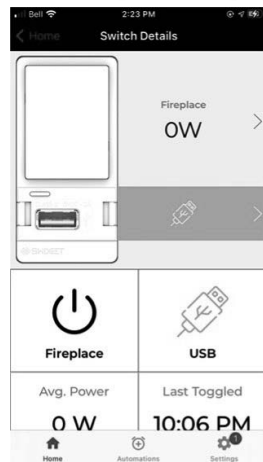 Bell 2:23 PM
Home Switch Details
Fireplace
0W
Fireplace USB
Avg. Power Last Toggled
0 W 10:06 PM
1
Home Automations Settings